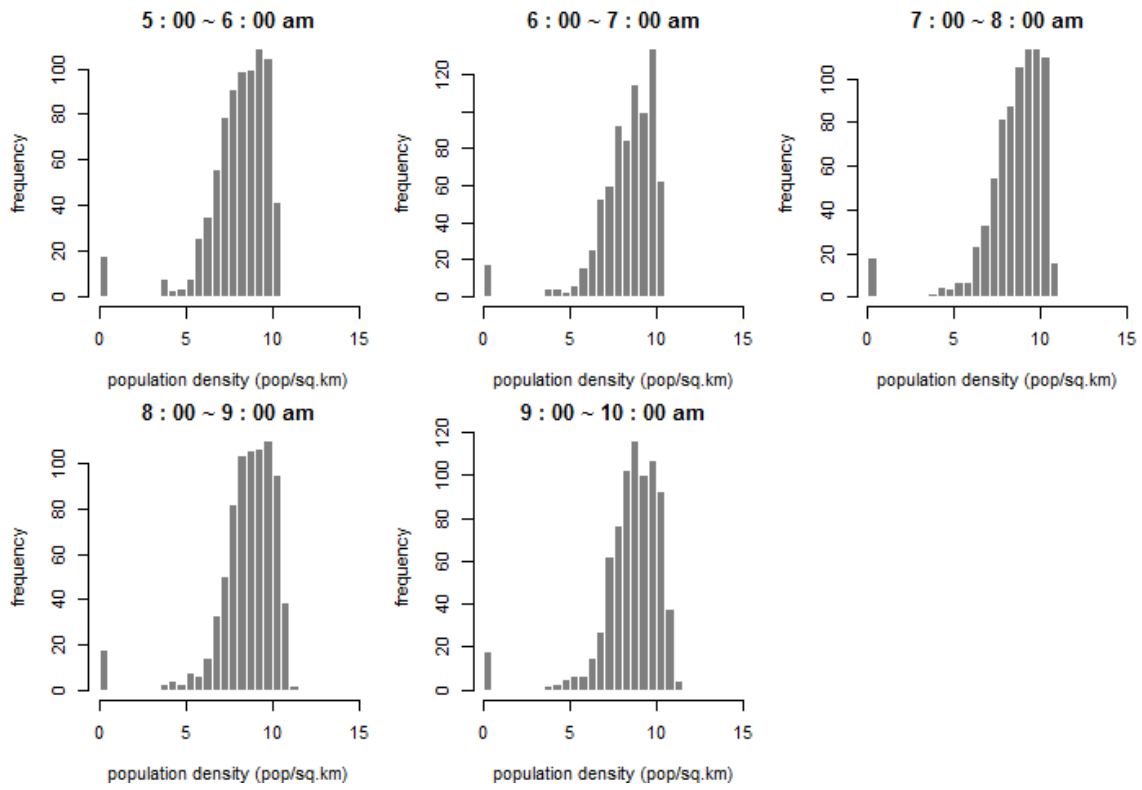 5 : 00 ~ 6 : 00 am
frequency
0 20 40 60 80 100
0 5 10 15
population density (pop/sq.km)
6 : 00 ~ 7 : 00 am
frequency
0 20 40 60 80 120
0 5 10 15
population density (pop/sq.km)
7 : 00 ~ 8 : 00 am
frequency
0 20 40 60 80 100
0 5 10 15
population density (pop/sq.km)
8 : 00 ~ 9 : 00 am
frequency
0 20 40 60 80 100
0 5 10 15
population density (pop/sq.km)
9 : 00 ~ 10 : 00 am
frequency
0 20 40 60 80 100 120
0 5 10 15
population density (pop/sq.km)